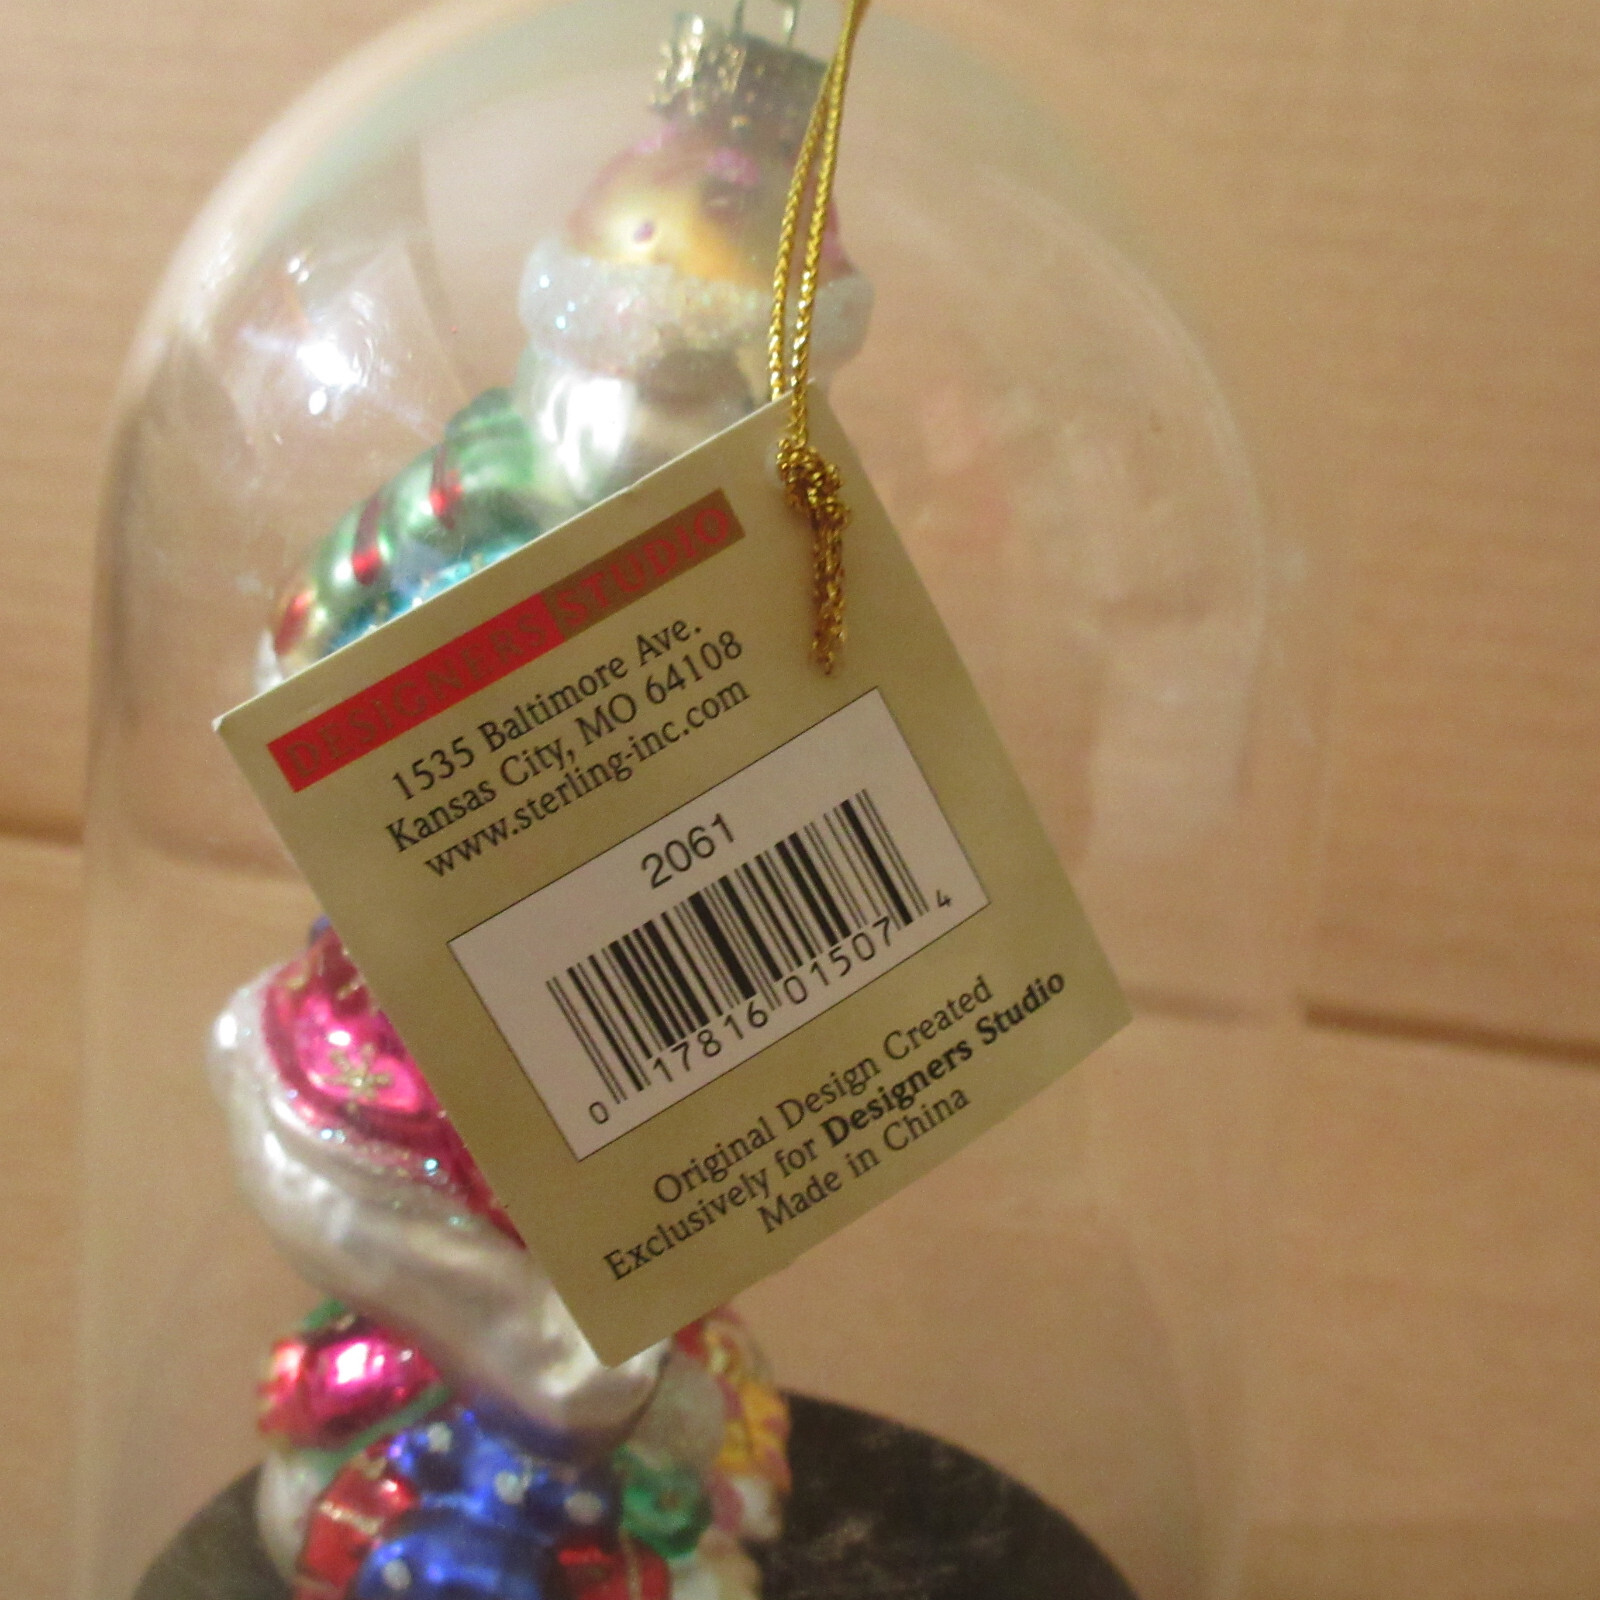 DESIGNERS STUDIO
1535 Baltimore Ave.
Kansas City, MO 64108
www.sterling-inc.com
2061
0 17816 01507 4
Original Design Created
Exclusively for Designers Studio
Made in China